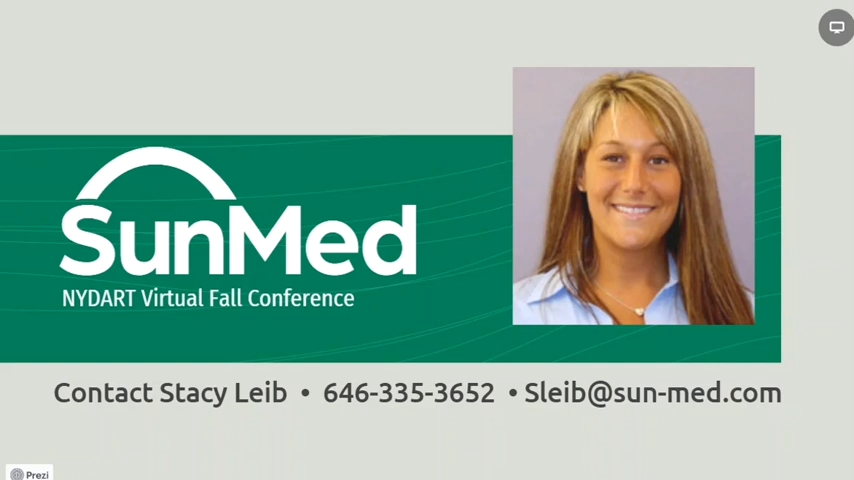 SunMed
NYDART Virtual Fall Conference
Contact Stacy Leib • 646-335-3652 • Sleib@sun-med.com
Prezi